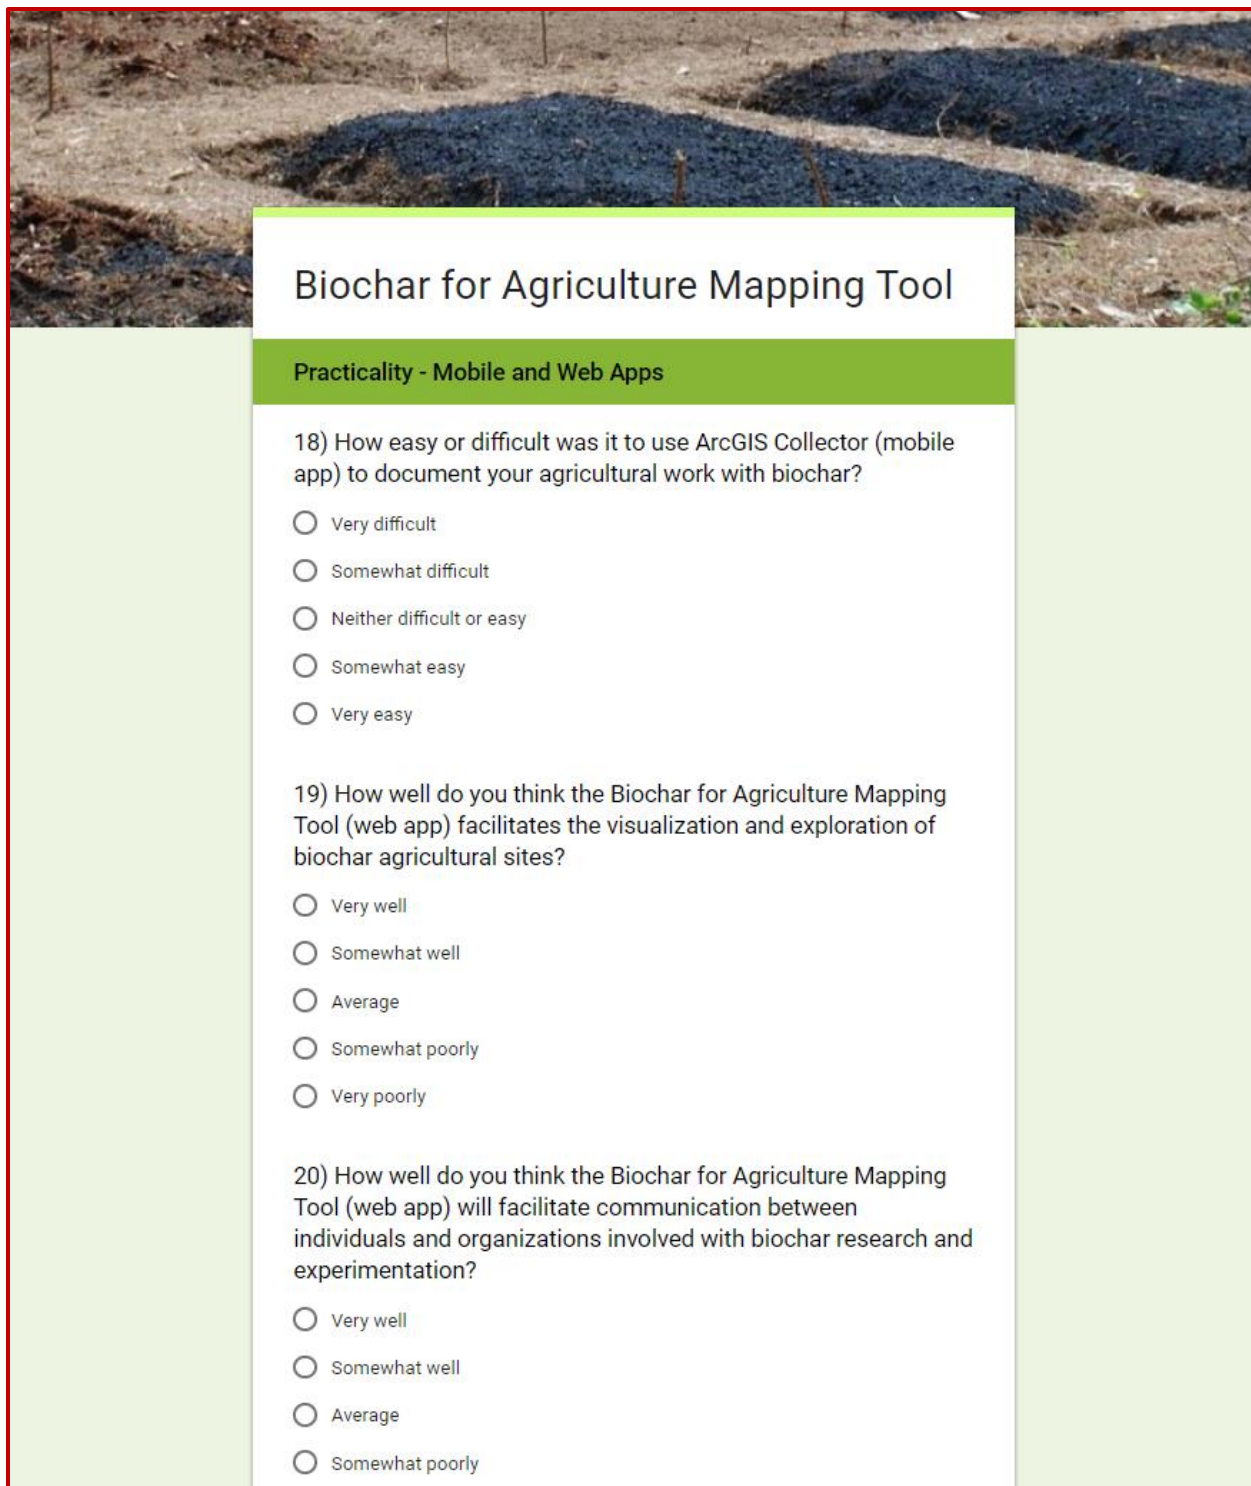 Biochar for Agriculture Mapping Tool
Practicality - Mobile and Web Apps
18) How easy or difficult was it to use ArcGIS Collector (mobile
app) to document your agricultural work with biochar?
Very difficult
Somewhat difficult
Neither difficult or easy
Somewhat easy
Very easy
19) How well do you think the Biochar for Agriculture Mapping
Tool (web app) facilitates the visualization and exploration of
biochar agricultural sites?
Very well
Somewhat well
Average
Somewhat poorly
Very poorly
20) How well do you think the Biochar for Agriculture Mapping
Tool (web app) will facilitate communication between
individuals and organizations involved with biochar research and
experimentation?
Very well
Somewhat well
Average
Somewhat poorly